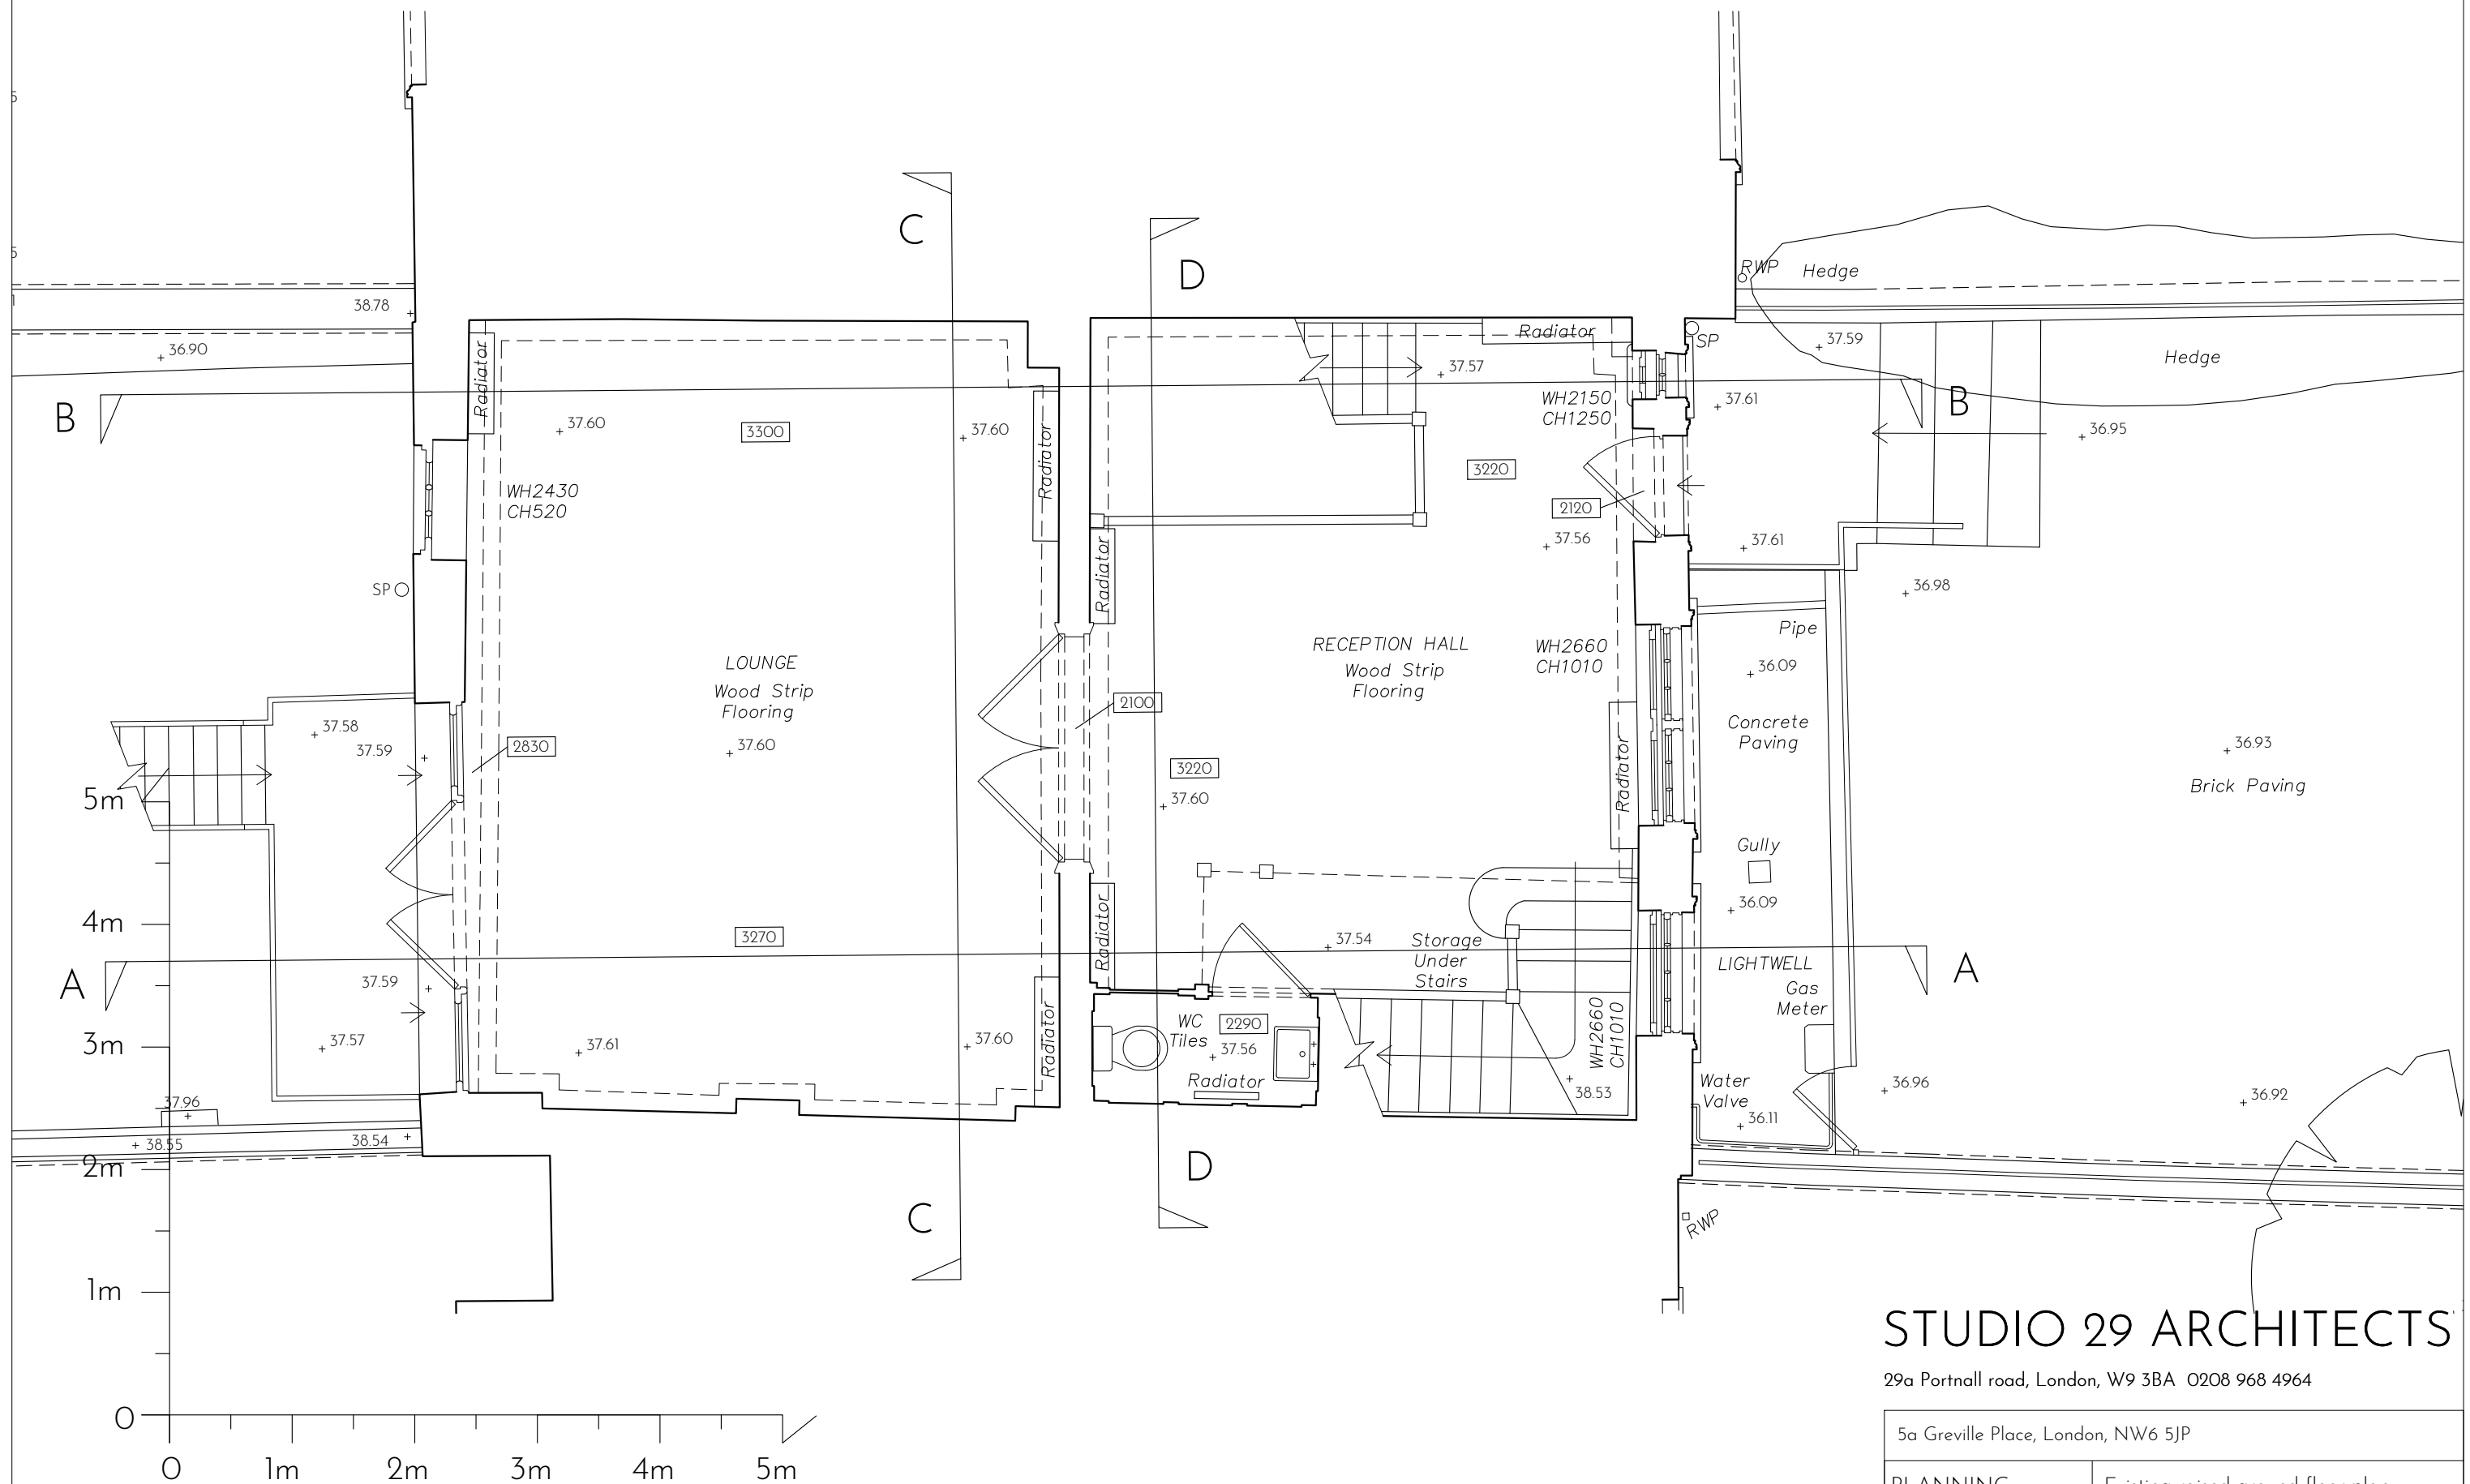 C
D
RWP
Hedge
38.78
36.90
Radiator
Radiator
SP
37.59
Hedge
37.57
B
B
WH2150
CH1250
37.61
36.95
37.60
3300
37.60
Radiator
3220
WH2430
CH520
2120
37.56
37.61
SP
Radiator
36.98
LOUNGE
Wood Strip
Flooring
RECEPTION HALL
Wood Strip
Flooring
WH2660
CH1010
Pipe
36.09
2100
37.58
37.59
2830
37.60
Concrete
Paving
36.93
Brick Paving
3220
37.60
Radiator
5m
Gully
36.09
4m
3270
Radiator
37.54
Storage
Under
Stairs
LIGHTWELL
Gas
Meter
A
A
37.59
37.57
3m
37.61
37.60
Radiator
WC
Tiles
2290
37.56
Radiator
WH2660
CH1010
38.53
Water
Valve
36.11
36.96
36.92
37.96
38.55
38.54
2m
D
C
RWP
1m
0
0
1m
2m
3m
4m
5m
STUDIO 29 ARCHITECTS
29a Portnall road, London, W9 3BA 0208 968 4964
5a Greville Place, London, NW6 5JP
PLANNING
Existing raised ground floor plan